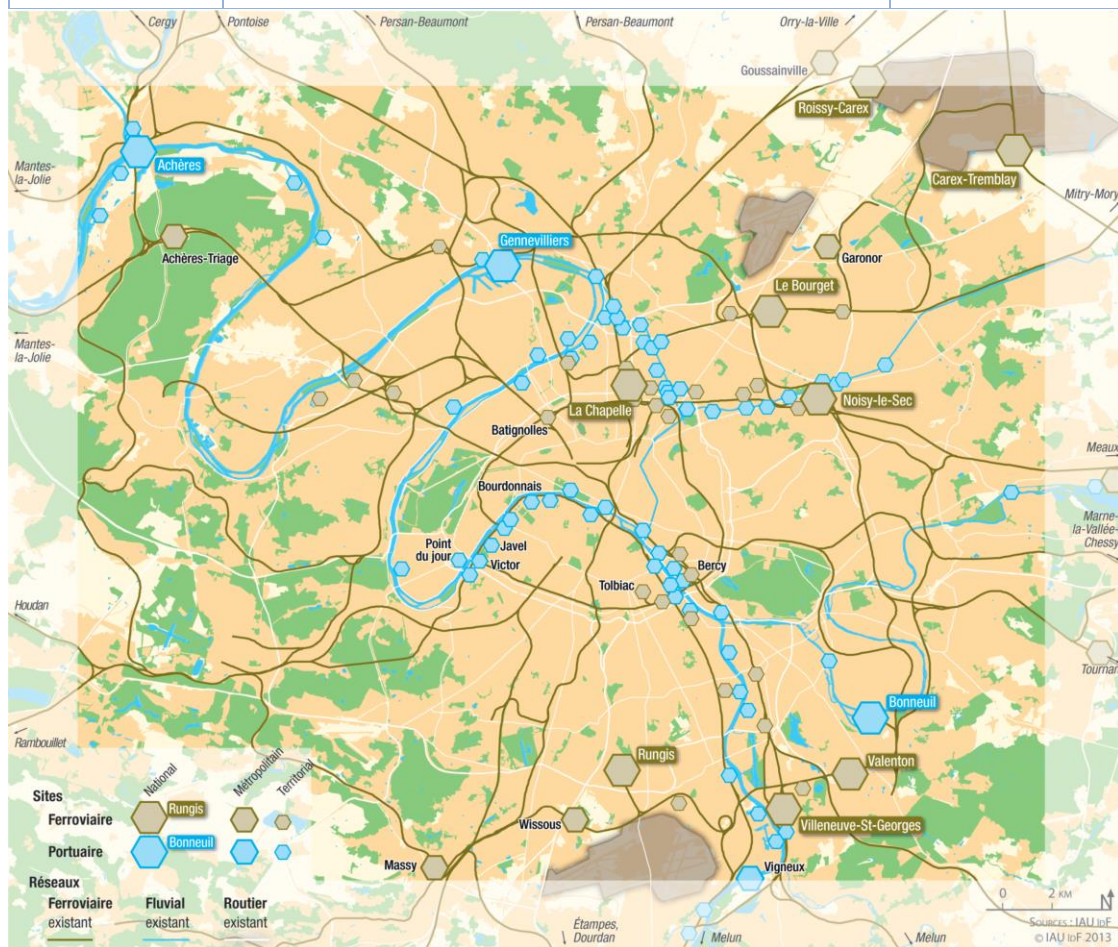 Cergy
Pontoise
Persan-Beaumont
Persan-Beaumont
Orry-la-Ville
Goussainville
Roissy-Carex
Mantes-
la-Jolie
Achères
Carex-Tremblay
Mitry-Mory
Achères-Triage
Gennevilliers
Garonor
Le Bourget
Mantes-
la-Jolie
La Chapelle
Noisy-le-Sec
Batignolles
Meaux
Bourdonnais
Marne-
la-Vallée-
Chessy
Point
du jour
Javel
Victor
Bercy
Tolbiac
Houdan
Tournan
Bonneuil
Rambouillet
Rungis
Valenton
Villeneuve-St-Georges
Wissous
Massy
Vigneux
National
Métropolitain
Territorial
Sites
Ferroviaire
Rungis
Portuaire
Bonneuil
Réseaux
Ferroviaire Fluvial Routier
existant existant existant
Étampes,
Dourdan
Melun
Melun
0 2 KM
N
SOURCES : IAU IDF
© IAU IDF 2013